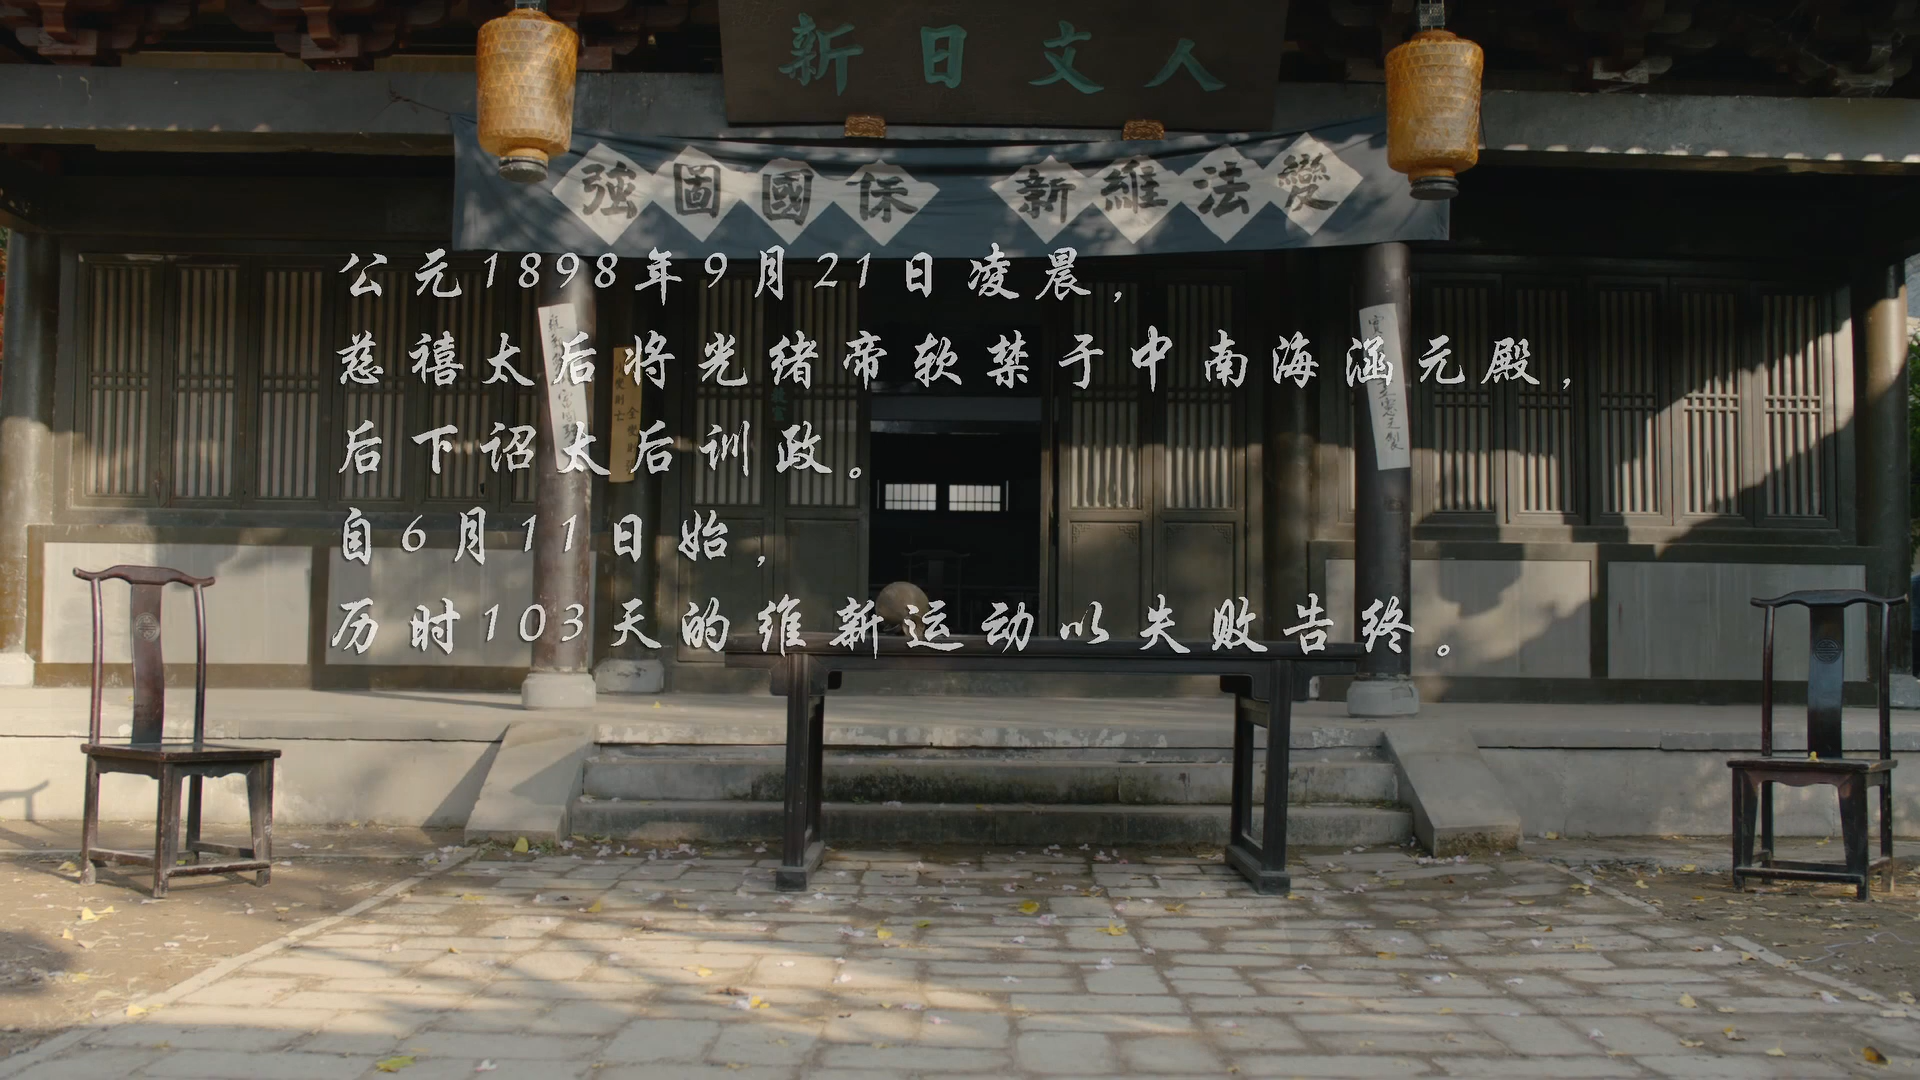 新日文人
強圖國保 新維法變
公元1898年9月21日凌晨，
慈禧太后将光绪帝软禁于中南海涵元殿，
后下诏太后训政。
自6月11日始，
历时103天的维新运动以失败告终。